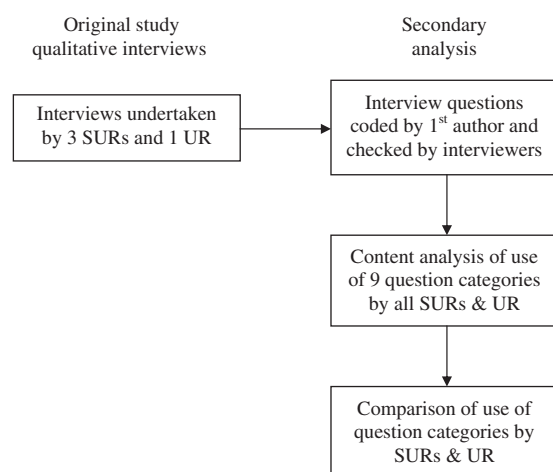 Original study
qualitative interviews
Secondary
analysis
Interviews undertaken
by 3 SURs and 1 UR
Interview questions
coded by 1st author and
checked by interviewers
Content analysis of use
of 9 question categories
by all SURs & UR
Comparison of use of
question categories by
SURs & UR